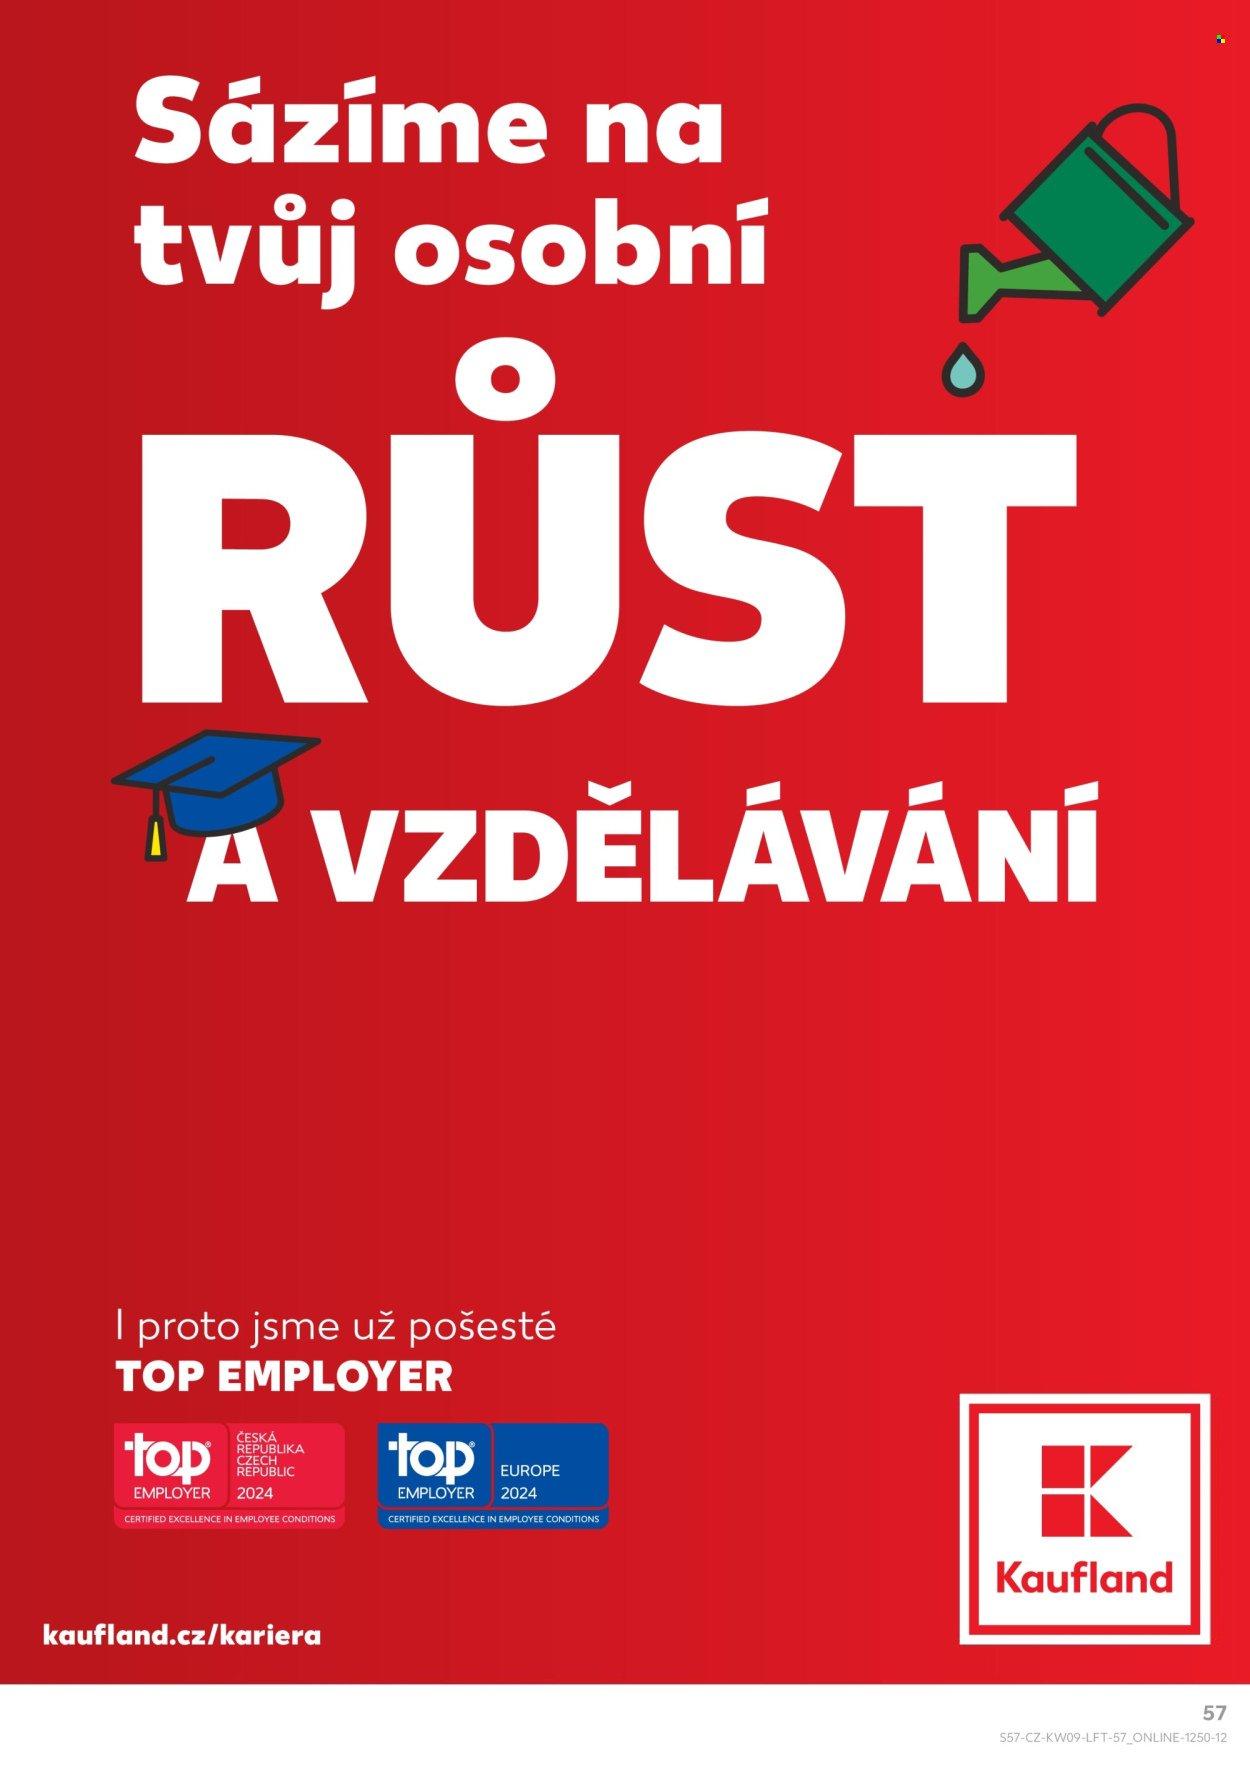 Sázíme na
tvůj osobní
RŮST
A VZDĚLÁVÁNÍ
I proto jsme už pošesté
TOP EMPLOYER
top®
EMPLOYER
ČESKÁ
REPUBLIKA
CZECH
REPUBLIC
2024
CERTIFIED EXCELLENCE IN EMPLOYEE CONDITIONS
top®
EMPLOYER
EUROPE
2024
CERTIFIED EXCELLENCE IN EMPLOYEE CONDITIONS
Kaufland
kaufland.cz/kariera
57
S57-CZ-KW09-LFT-57_ONLINE-1250-12